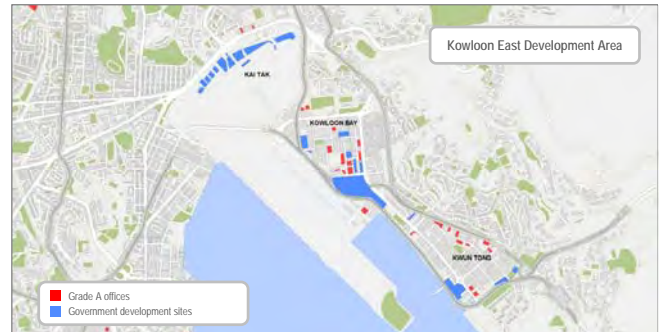 Kowloon East Development Area
KAI TAK
KOWLOON BAY
KWUN TONG
Grade A offices
Government development sites